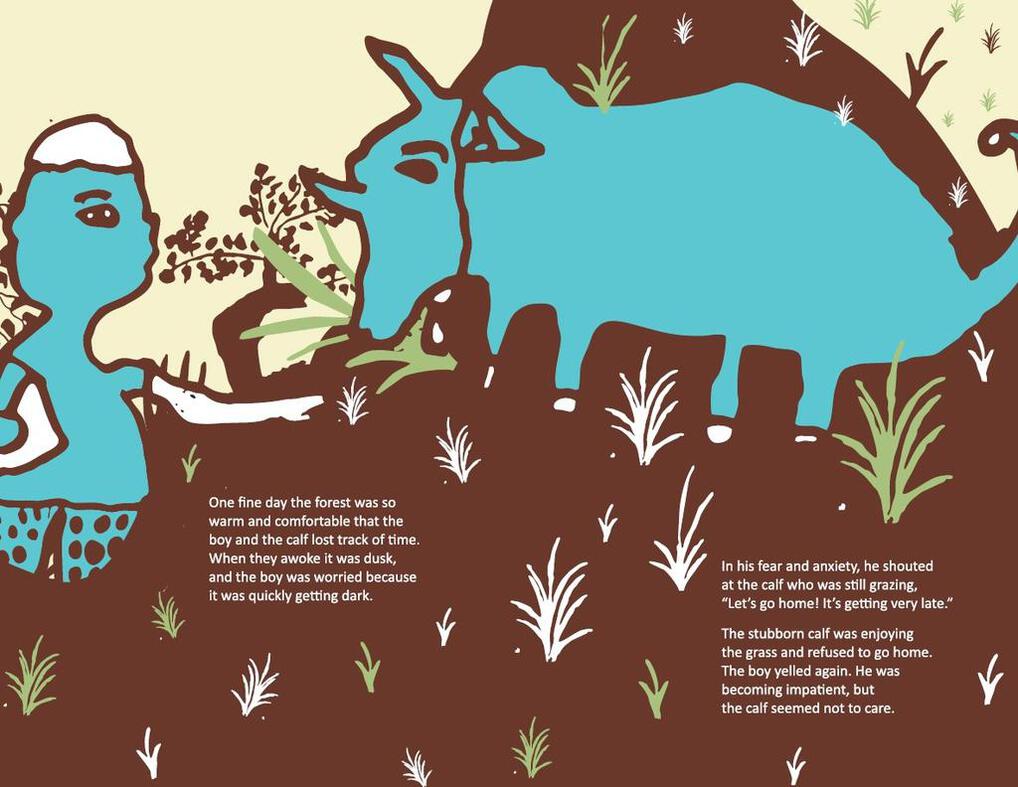 One fine day the forest was so
warm and comfortable that the
boy and the calf lost track of time.
When they awoke it was dusk,
and the boy was worried because
it was quickly getting dark.
In his fear and anxiety, he shouted
at the calf who was still grazing,
“Let’s go home! It’s getting very late.”
The stubborn calf was enjoying
the grass and refused to go home.
The boy yelled again. He was
becoming impatient, but
the calf seemed not to care.